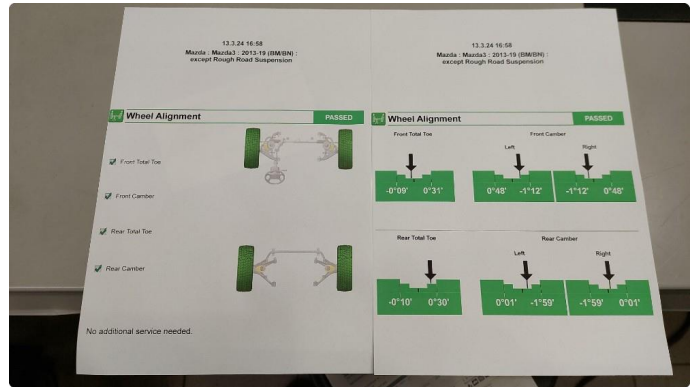 13.3.24 16:58
Mazda : Mazda3 : 2013-19 (BM/BN) :
except Rough Road Suspension
Wheel Alignment PASSED
Front Total Toe
Front Camber
Rear Total Toe
Rear Camber
No additional service needed.
13.3.24 16:58
Mazda : Mazda3 : 2013-19 (BM/BN) :
except Rough Road Suspension
Wheel Alignment PASSED
Front Total Toe Front Camber
Left Right
-0°09' 0°31' 0°48' -1°12' -1°12' 0°48'
Rear Total Toe Rear Camber
Left Right
-0°10' 0°30' 0°01' -1°59' -1°59' 0°01'